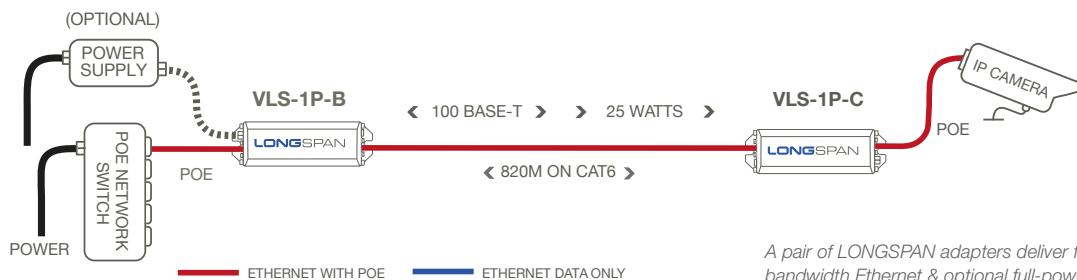 (OPTIONAL)
POWER
SUPPLY
VLS-1P-B
‹ 100 BASE-T › › 25 WATTS ›
VLS-1P-C
IP CAMERA
LONGSPAN
LONGSPAN
POE
POE NETWORK
SWITCH
POE
‹ 820M ON CAT6 ›
POWER
ETHERNET WITH POE
ETHERNET DATA ONLY
A pair of LONGSPAN adapters deliver
bandwidth Ethernet & optional